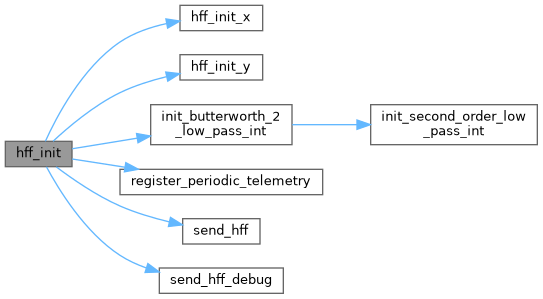 hff_init
hff_init_x
hff_init_y
init_butterworth_2
_low_pass_int
init_second_order_low
_pass_int
register_periodic_telemetry
send_hff
send_hff_debug